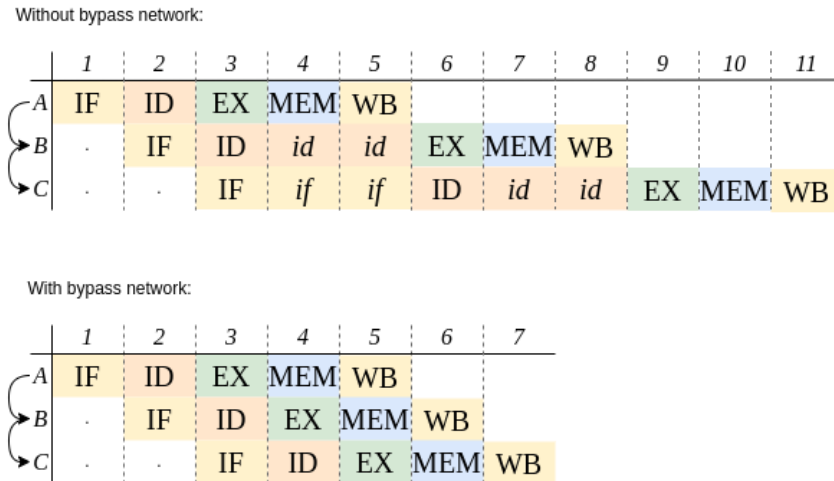 Without bypass network:
1 2 3 4 5 6 7 8 9 10 11
A IF ID EX MEM WB
B . IF ID id id EX MEM WB
C . . IF if if ID id id EX MEM WB
With bypass network:
1 2 3 4 5 6 7
A IF ID EX MEM WB
B . IF ID EX MEM WB
C . . IF ID EX MEM WB